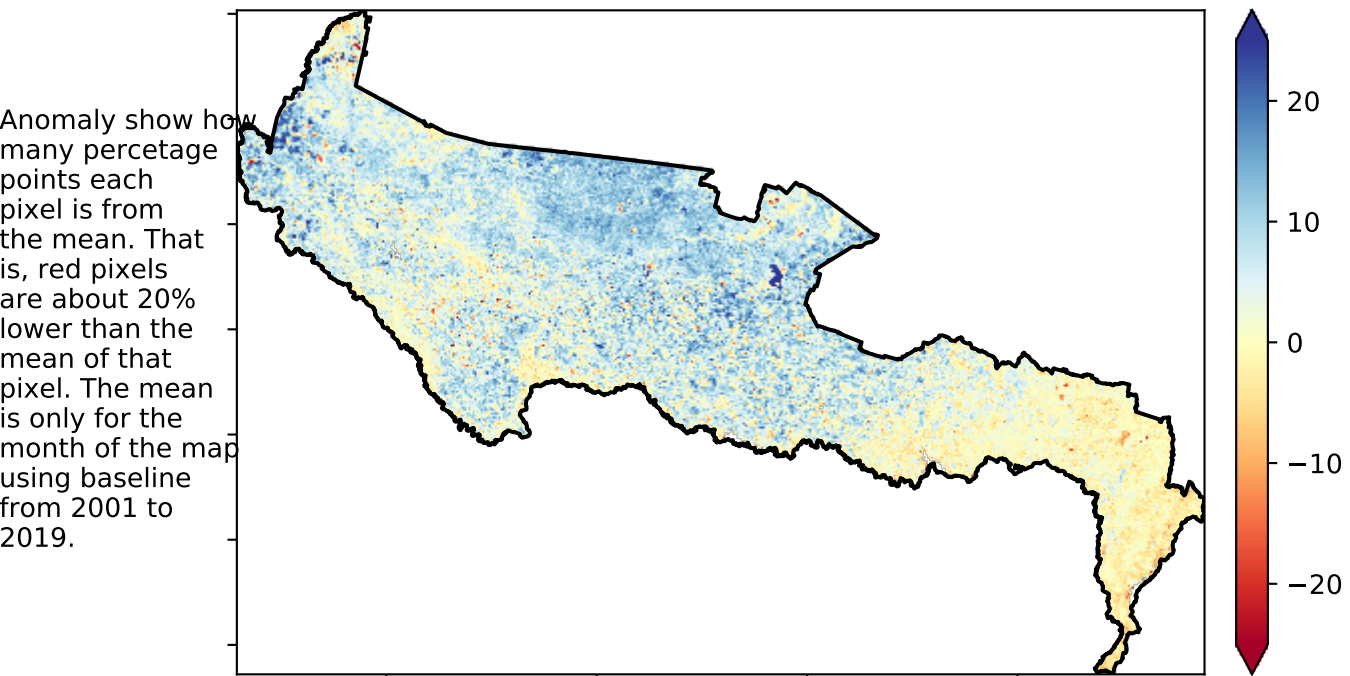 Anomaly show how
many percetage
points each
pixel is from
the mean. That
is, red pixels
are about 20%
lower than the
mean of that
pixel. The mean
is only for the
month of the map
using baseline
from 2001 to
2019.
20
10
0
−10
−20